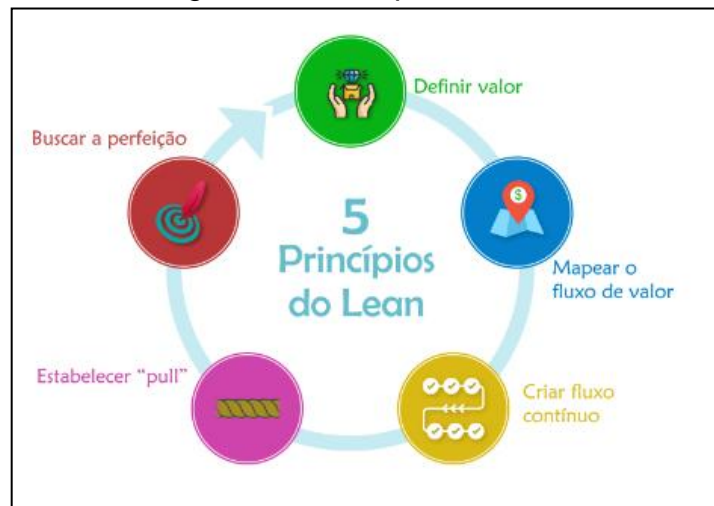 5
Princípios
do Lean
Definir valor
Mapear o
fluxo de valor
Criar fluxo
contínuo
Estabelecer “pull”
Buscar a perfeição
$